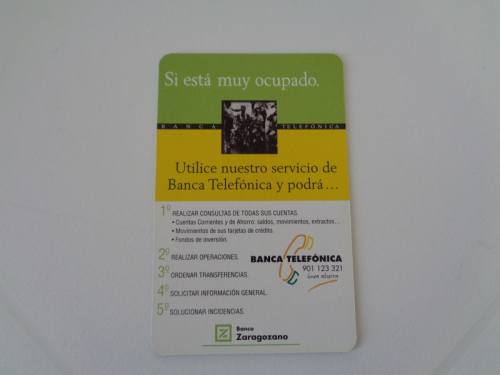 Si está muy ocupado.
BANCA TELEFÓNICA
Utilice nuestro servicio de
Banca Telefónica y podrá...
1º REALIZAR CONSULTAS DE TODAS SUS CUENTAS.
• Cuentas Corrientes y de Ahorro: saldos, movimientos, extractos...
• Movimientos de sus tarjetas de crédito.
• Fondos de inversión.
2º REALIZAR OPERACIONES.
3º ORDENAR TRANSFERENCIAS.
4º SOLICITAR INFORMACIÓN GENERAL.
5º SOLUCIONAR INCIDENCIAS.
BANCA TELEFÓNICA
901 123 321
línea abierta
Banco
Zaragozano